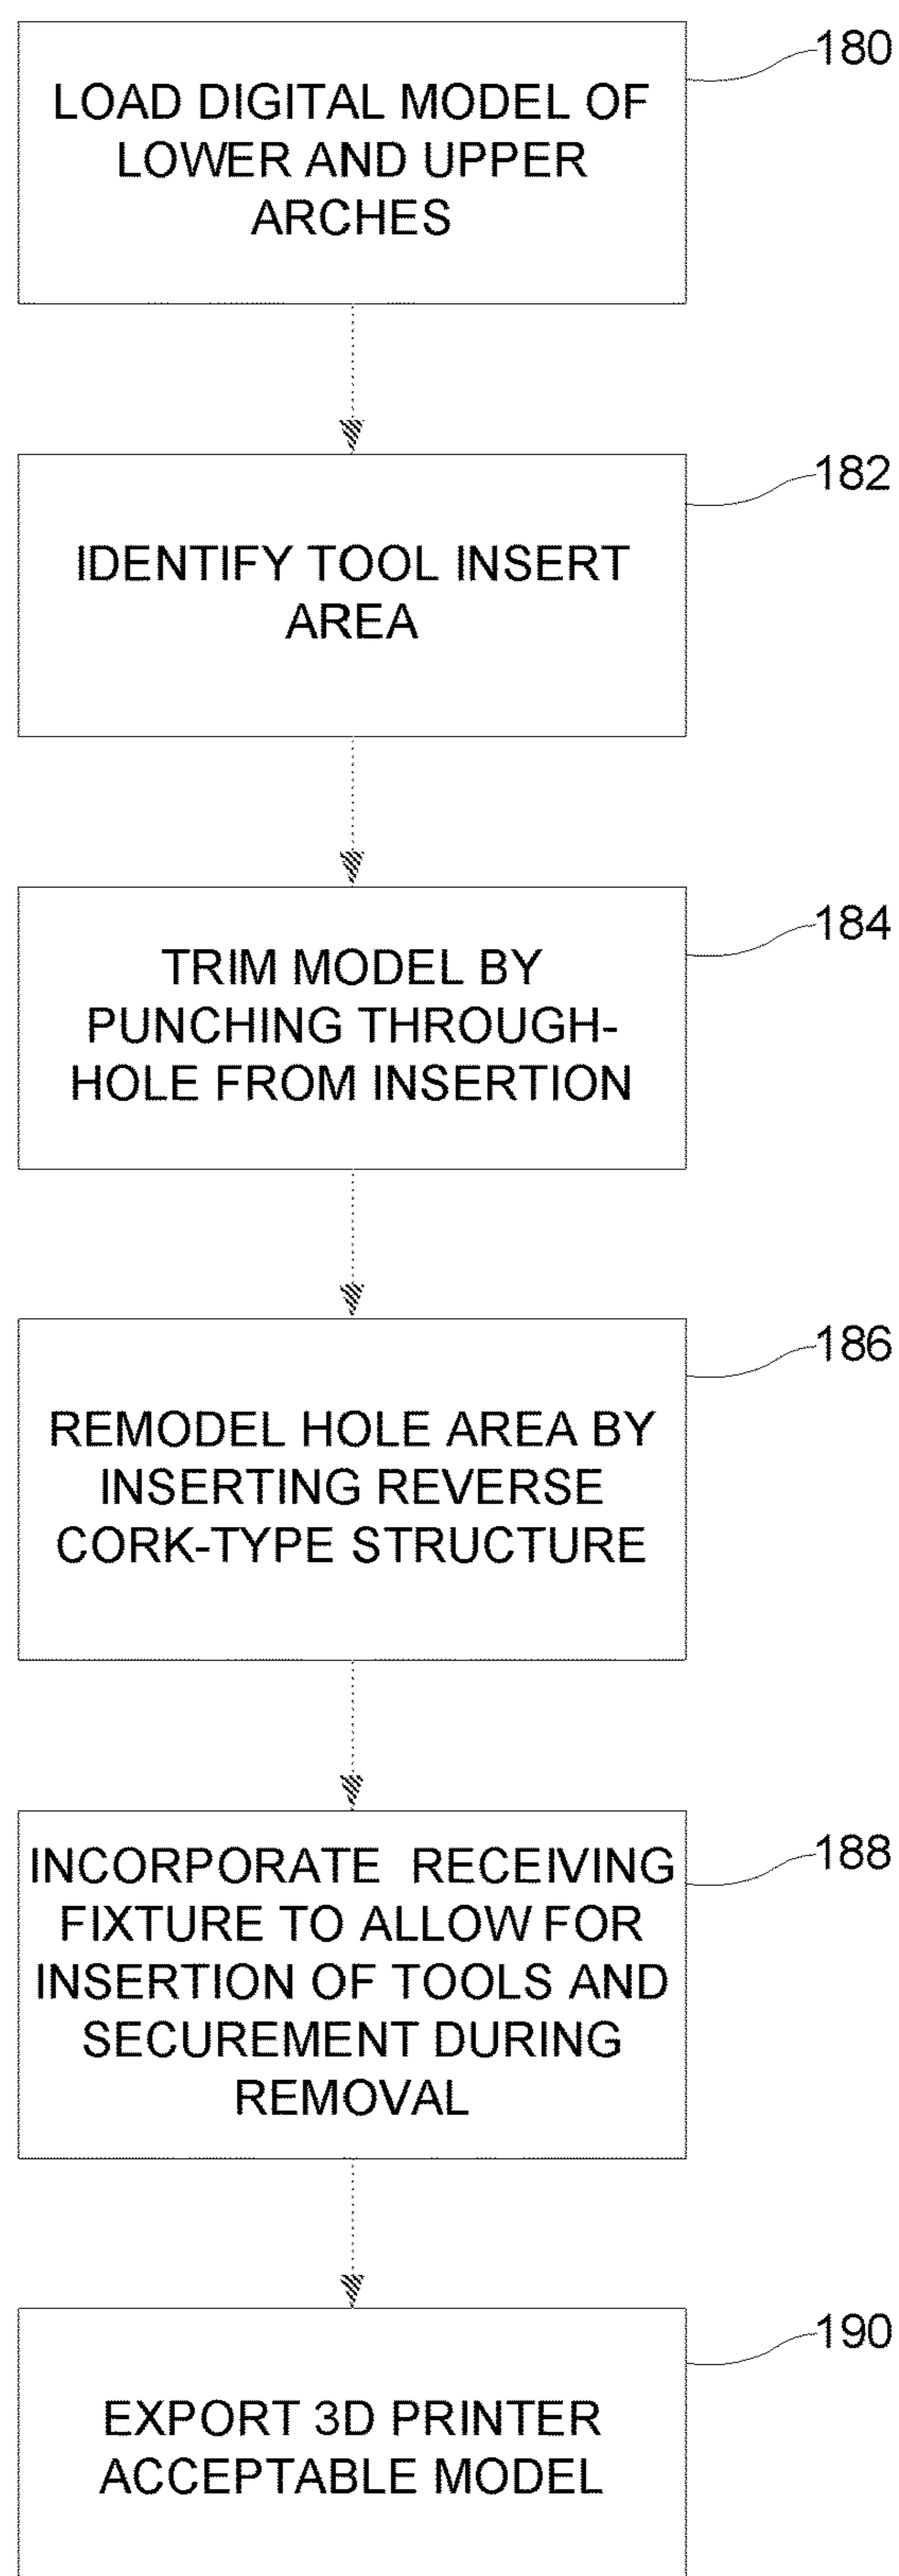 180
LOAD DIGITAL MODEL OF
LOWER AND UPPER
ARCHES
182
IDENTIFY TOOL INSERT
AREA
184
TRIM MODEL BY
PUNCHING THROUGH-
HOLE FROM INSERTION
186
REMODEL HOLE AREA BY
INSERTING REVERSE
CORK-TYPE STRUCTURE
188
INCORPORATE RECEIVING
FIXTURE TO ALLOW FOR
INSERTION OF TOOLS AND
SECUREMENT DURING
REMOVAL
190
EXPORT 3D PRINTER
ACCEPTABLE MODEL